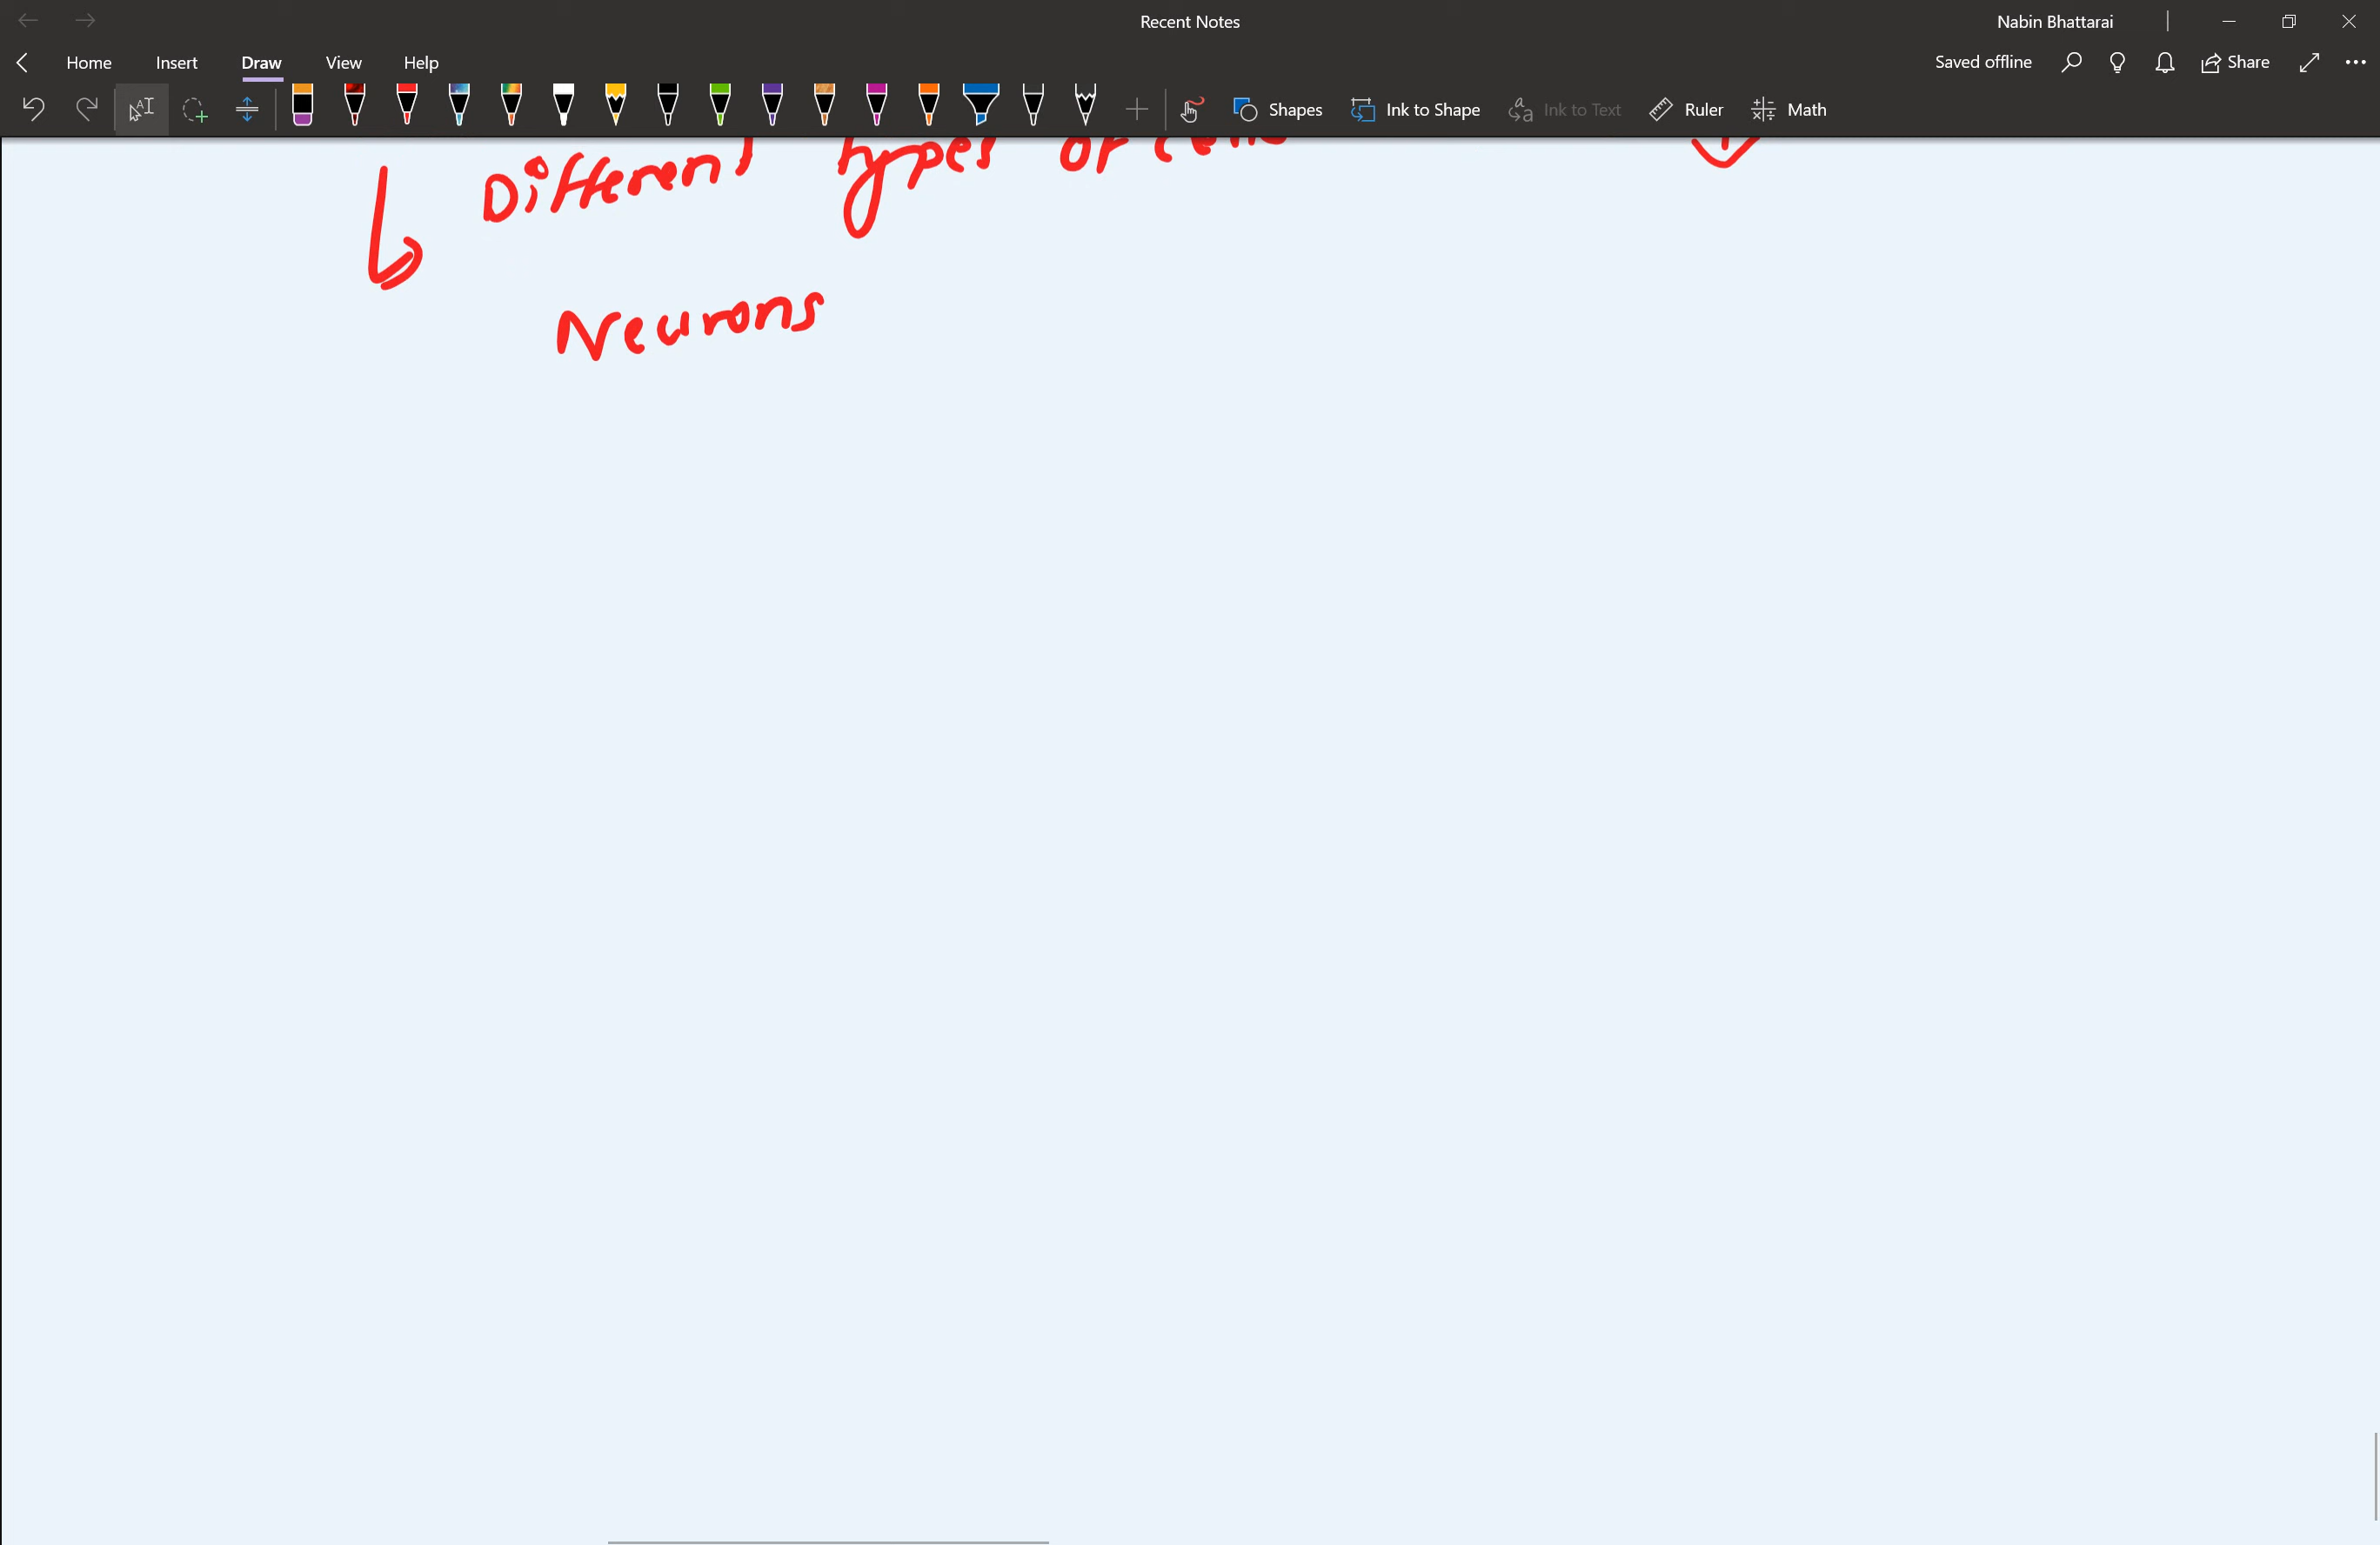 Recent Notes
Nabin Bhattarai
Home Insert Draw View Help
Saved offline
Share
Shapes Ink to Shape Ink to Text Ruler Math
Different types of
Neurons